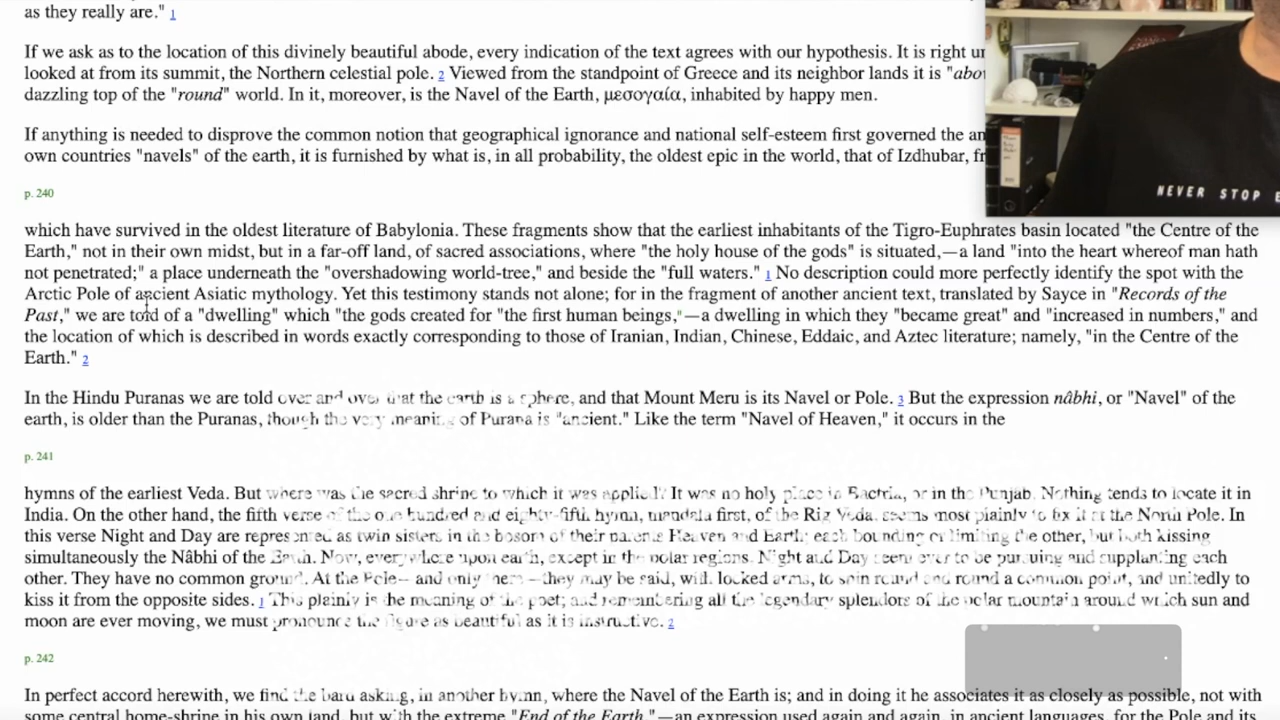 as they really are." 1
If we ask as to the location of this divinely beautiful abode, every indication of the text agrees with our hypothesis. It is right
looked at from its summit, the Northern celestial pole. 2 Viewed from the standpoint of Greece and its neighbor lands it is
dazzling top of the "round" world. In it, moreover, is the Navel of the Earth, μεσογαία, inhabited by happy men.
If anything is needed to disprove the common notion that geographical ignorance and national self-esteem first governed the
own countries "navels" of the earth, it is furnished by what is, in all probability, the oldest epic in the world, that of Izdhubar,
NEVER STOP
p. 240
which have survived in the oldest literature of Babylonia. These fragments show that the earliest inhabitants of the Tigro-Euphrates basin located "the Centre of the
Earth," not in their own midst, but in a far-off land, of sacred associations, where "the holy house of the gods" is situated,—a land "into the heart whereof man hath
not penetrated;" a place underneath the "overshadowing world-tree," and beside the "full waters." 1 No description could more perfectly identify the spot with the
Arctic Pole of ancient Asiatic mythology. Yet this testimony stands not alone; for in the fragment of another ancient text, translated by Sayce in "Records of the
Past," we are told of a "dwelling" which "the gods created for "the first human beings,"—a dwelling in which they "became great" and "increased in numbers," and
the location of which is described in words exactly corresponding to those of Iranian, Indian, Chinese, Eddaic, and Aztec literature; namely, "in the Centre of the
Earth." 2
In the Hindu Puranas we are told over and over that the earth is a sphere, and that Mount Meru is its Navel or Pole. 3 But the expression nâbhi, or "Navel" of the
earth, is older than the Puranas, though the very meaning of Purana is "ancient." Like the term "Navel of Heaven," it occurs in the
p. 241
hymns of the earliest Veda. But where was the sacred shrine to which it was applied? It was no holy place in Bactria, or in the Punjab. Nothing tends to locate it in
India. On the other hand, the fifth verse of the one hundred and eighty-fifth hymn, mandala first, of the Rig Veda, seems most plainly to fix it at the North Pole. In
this verse Night and Day are represented as twin sisters in the bosom of their parents Heaven and Earth; each bounding or limiting the other, but both kissing
simultaneously the Nâbhi of the Earth. Now, everywhere upon earth, except in the polar regions, Night and Day seem ever to be pursuing and supplanting each
other. They have no common ground. At the Pole—and only there—they may be said, with locked arms, to spin round and round a common point, and unitedly to
kiss it from the opposite sides. 1 This plainly is the meaning of the poet; and remembering all the legendary splendors of the polar mountain around which sun and
moon are ever moving, we must pronounce the figure as beautiful as it is instructive. 2
p. 242
In perfect accord herewith, we find the bard asking, in another hymn, where the Navel of the Earth is; and in doing it he associates it as closely as possible, not with
some central home-shrine in his own land, but with the extreme "End of the Earth,"—an expression used again and again, in ancient languages, for the Pole and its